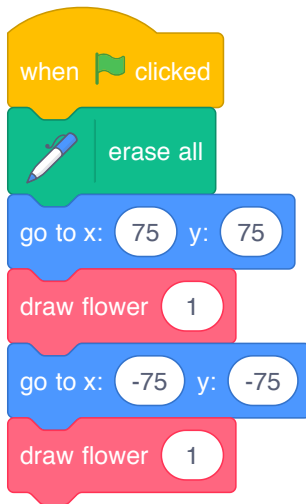 when clicked
erase all
go to x: 75 y: 75
draw flower 1
go to x: -75 y: -75
draw flower 1